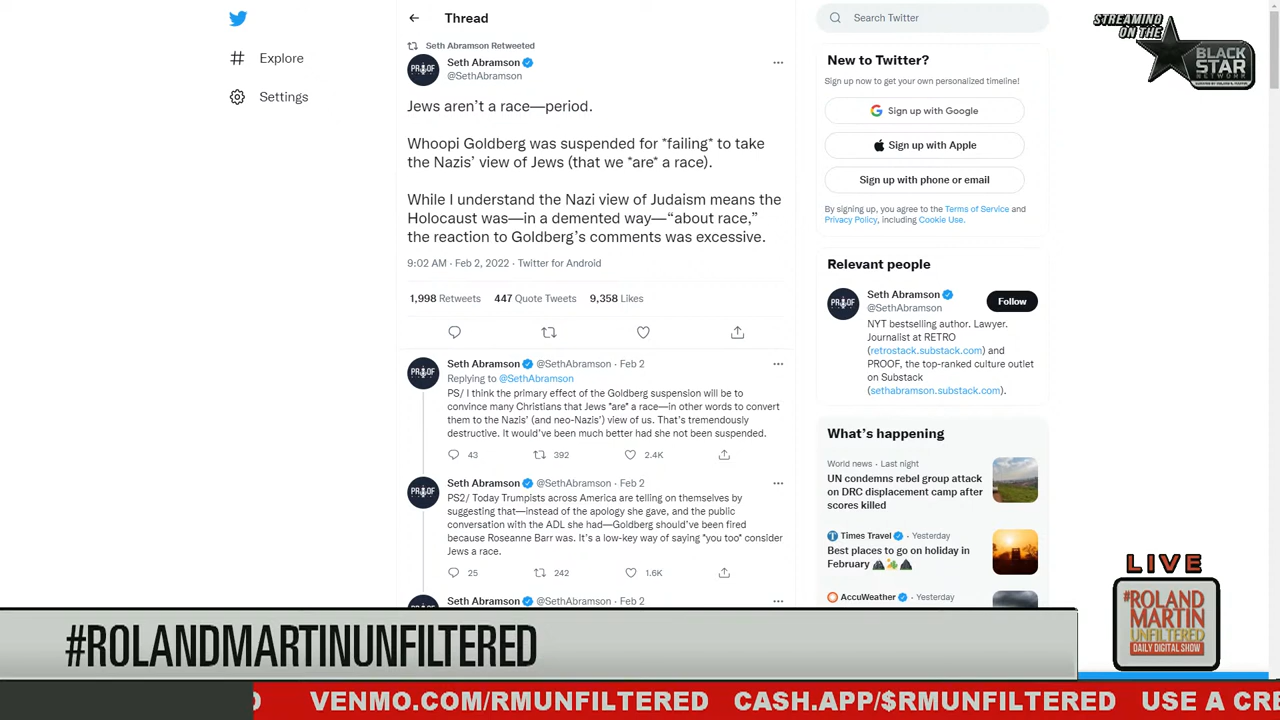 Explore
Settings
Thread
Seth Abramson Retweeted
Seth Abramson
@SethAbramson
Jews aren't a race—period.
Whoopi Goldberg was suspended for *failing* to take
the Nazis' view of Jews (that we *are* a race).
While I understand the Nazi view of Judaism means the
Holocaust was—in a demented way—“about race,”
the reaction to Goldberg's comments was excessive.
9:02 AM · Feb 2, 2022 · Twitter for Android
1,998 Retweets 447 Quote Tweets 9,358 Likes
Seth Abramson @SethAbramson · Feb 2
Replying to @SethAbramson
PS/ I think the primary effect of the Goldberg suspension will be to
convince many Christians that Jews *are* a race—in other words to convert
them to the Nazis' (and neo-Nazis') view of us. That's tremendously
destructive. It would've been much better had she not been suspended.
43 392 2.4K
Seth Abramson @SethAbramson · Feb 2
PS2/ Today Trumpists across America are telling on themselves by
suggesting that—instead of the apology she gave, and the public
conversation with the ADL she had—Goldberg should've been fired
because Roseanne Barr was. It's a low-key way of saying *you too* consider
Jews a race.
25 242 1.6K
Seth Abramson @SethAbramson · Feb 2
Search Twitter
New to Twitter?
Sign up now to get your own personalized timeline!
Sign up with Google
Sign up with Apple
Sign up with phone or email
By signing up, you agree to the Terms of Service and
Privacy Policy, including Cookie Use.
Relevant people
Seth Abramson
@SethAbramson
Follow
NYT bestselling author. Lawyer.
Journalist at RETRO
(retrostack.substack.com) and
PROOF, the top-ranked culture outlet
on Substack
(sethabramson.substack.com).
What's happening
World news · Last night
UN condemns rebel group attack
on DRC displacement camp after
scores killed
Times Travel · Yesterday
Best places to go on holiday in
February
AccuWeather · Yesterday
STREAMING
ON THE
BLACK
STAR
NETWORK
LIVE
#ROLAND
MARTIN
UNFILTERED
DAILY DIGITAL SHOW
#ROLANDMARTINUNFILTERED
D VENMO.COM/RMUNFILTERED CASH.APP/$RMUNFILTERED USE A CRE